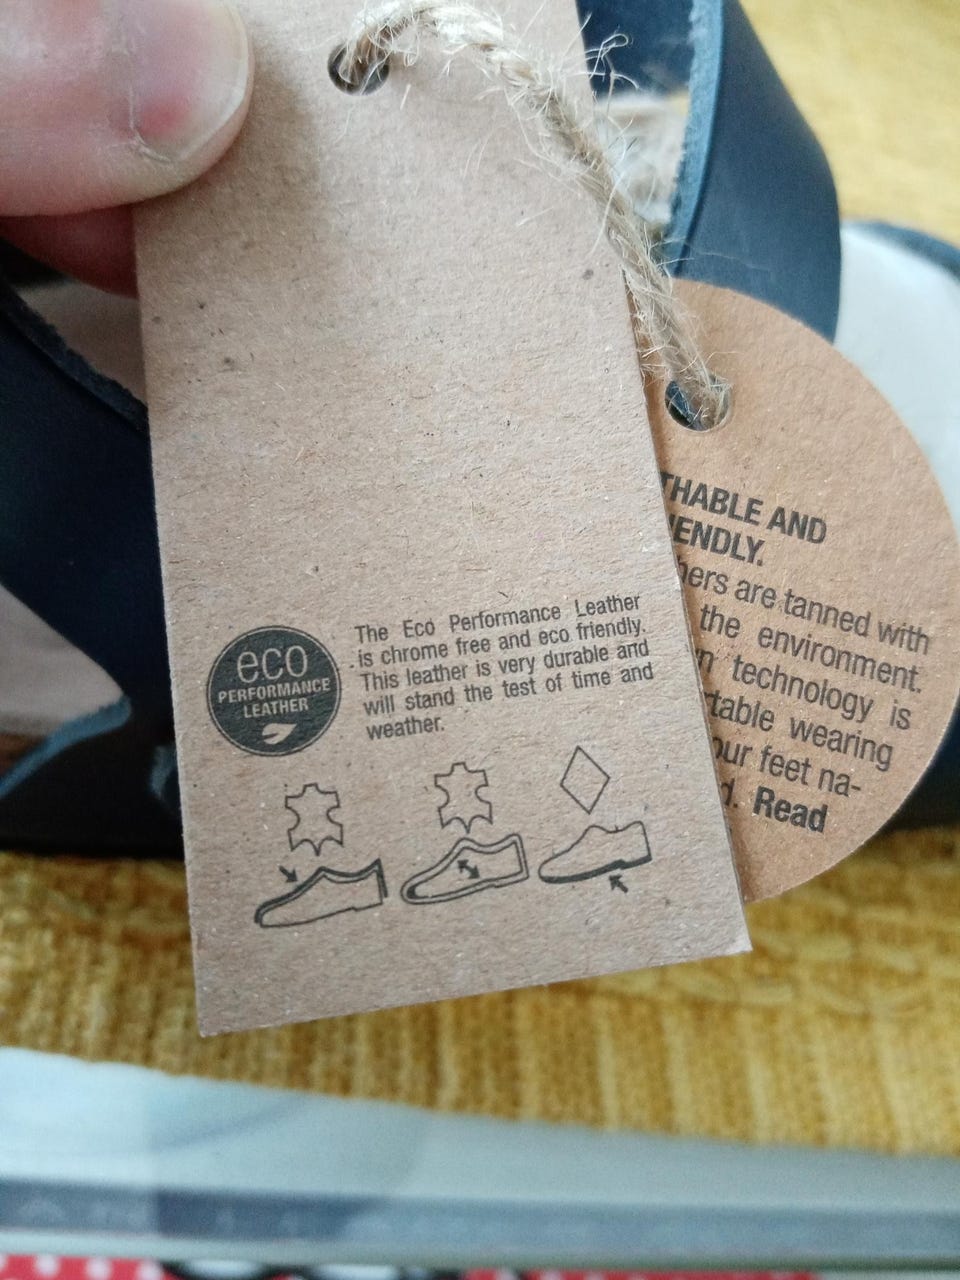 eco
PERFORMANCE
LEATHER
The Eco Performance Leather
is chrome free and eco friendly.
This leather is very durable and
will stand the test of time and
weather.
THABLE AND
IENDLY.
hers are tanned with
the environment.
n technology is
table wearing
our feet na-
d. Read